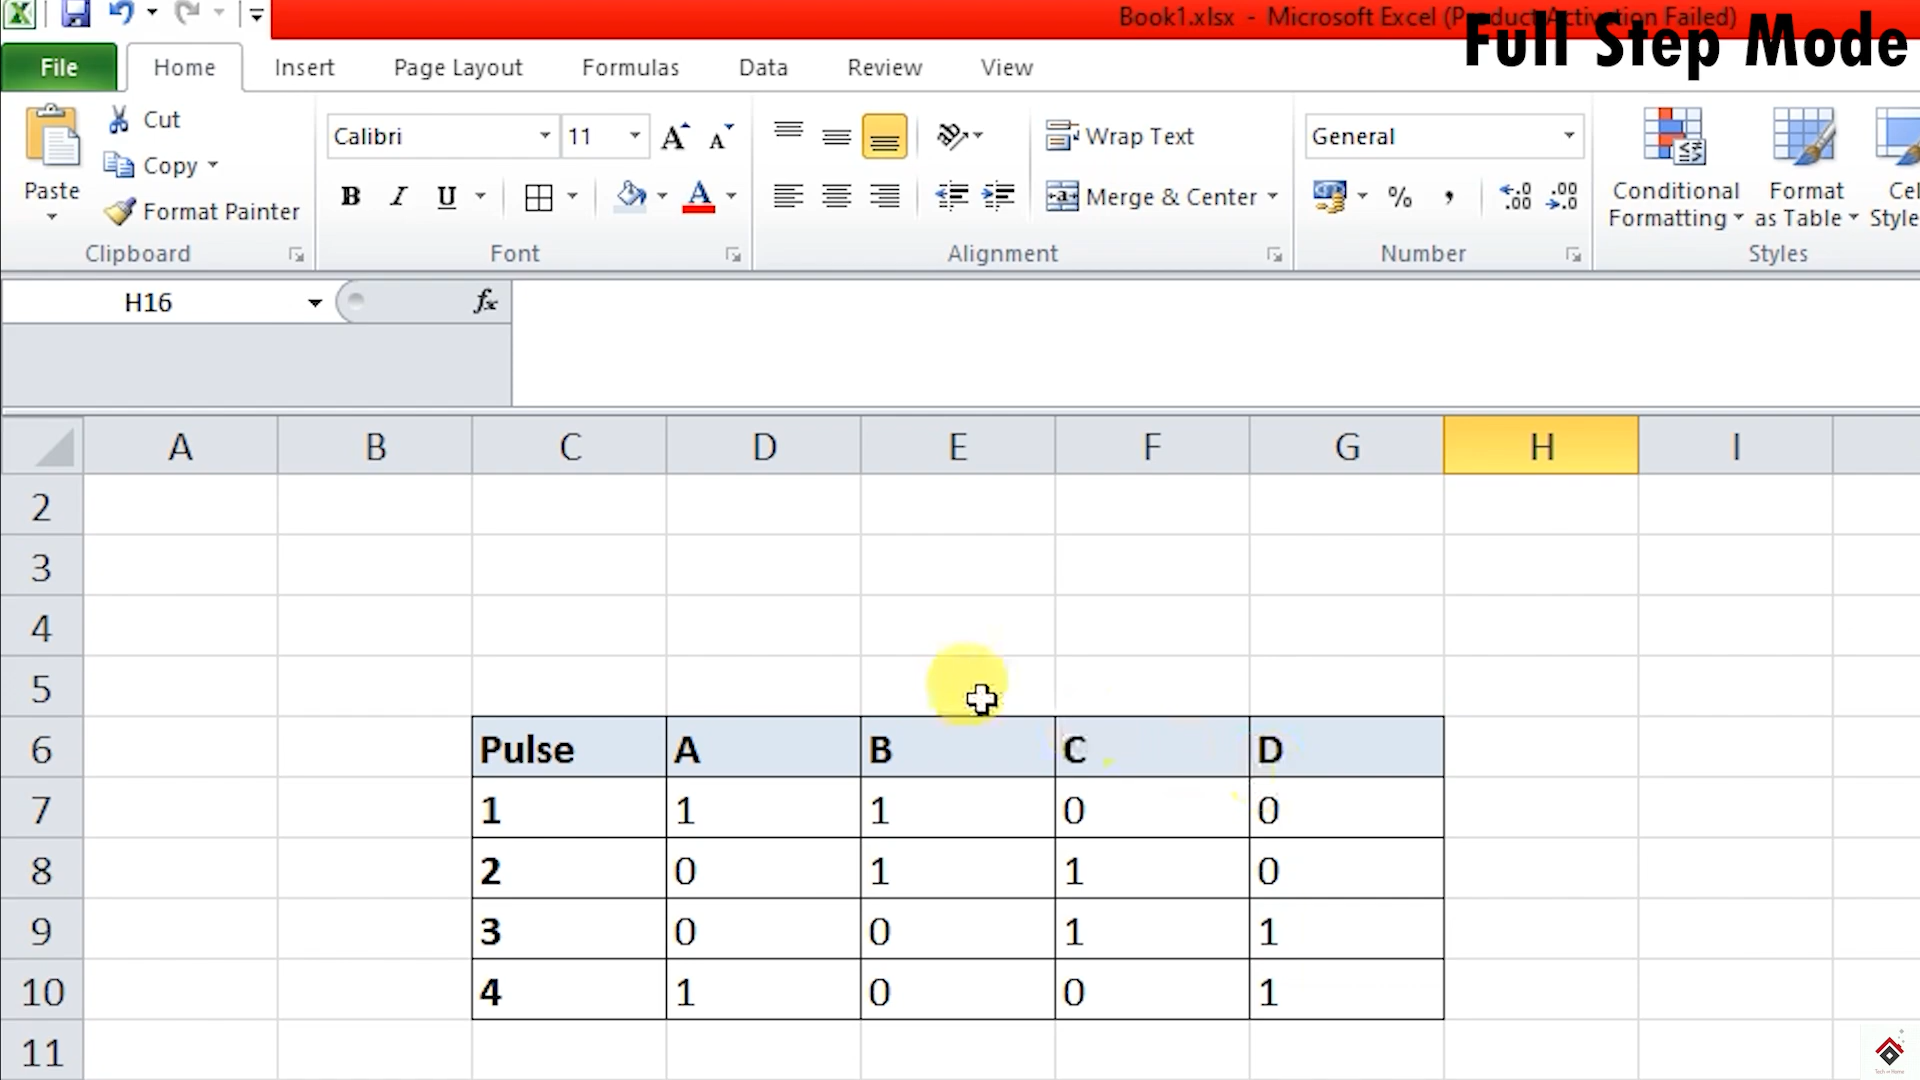 Book1.xlsx - Microsoft Excel (Product Activation Failed)
Full Step Mode
File Home Insert Page Layout Formulas Data Review View
Paste
Cut
Copy
Format Painter
Clipboard
Calibri 11
B I U
Font
Wrap Text
Merge & Center
Alignment
General
% ,
Number
Conditional
Formatting
Format
as Table
Cel
Style
Styles
H16
fx
A B C D E F G H I
2
3
4
5
6 Pulse A B C D
7 1 1 1 0 0
8 2 0 1 1 0
9 3 0 0 1 1
10 4 1 0 0 1
11